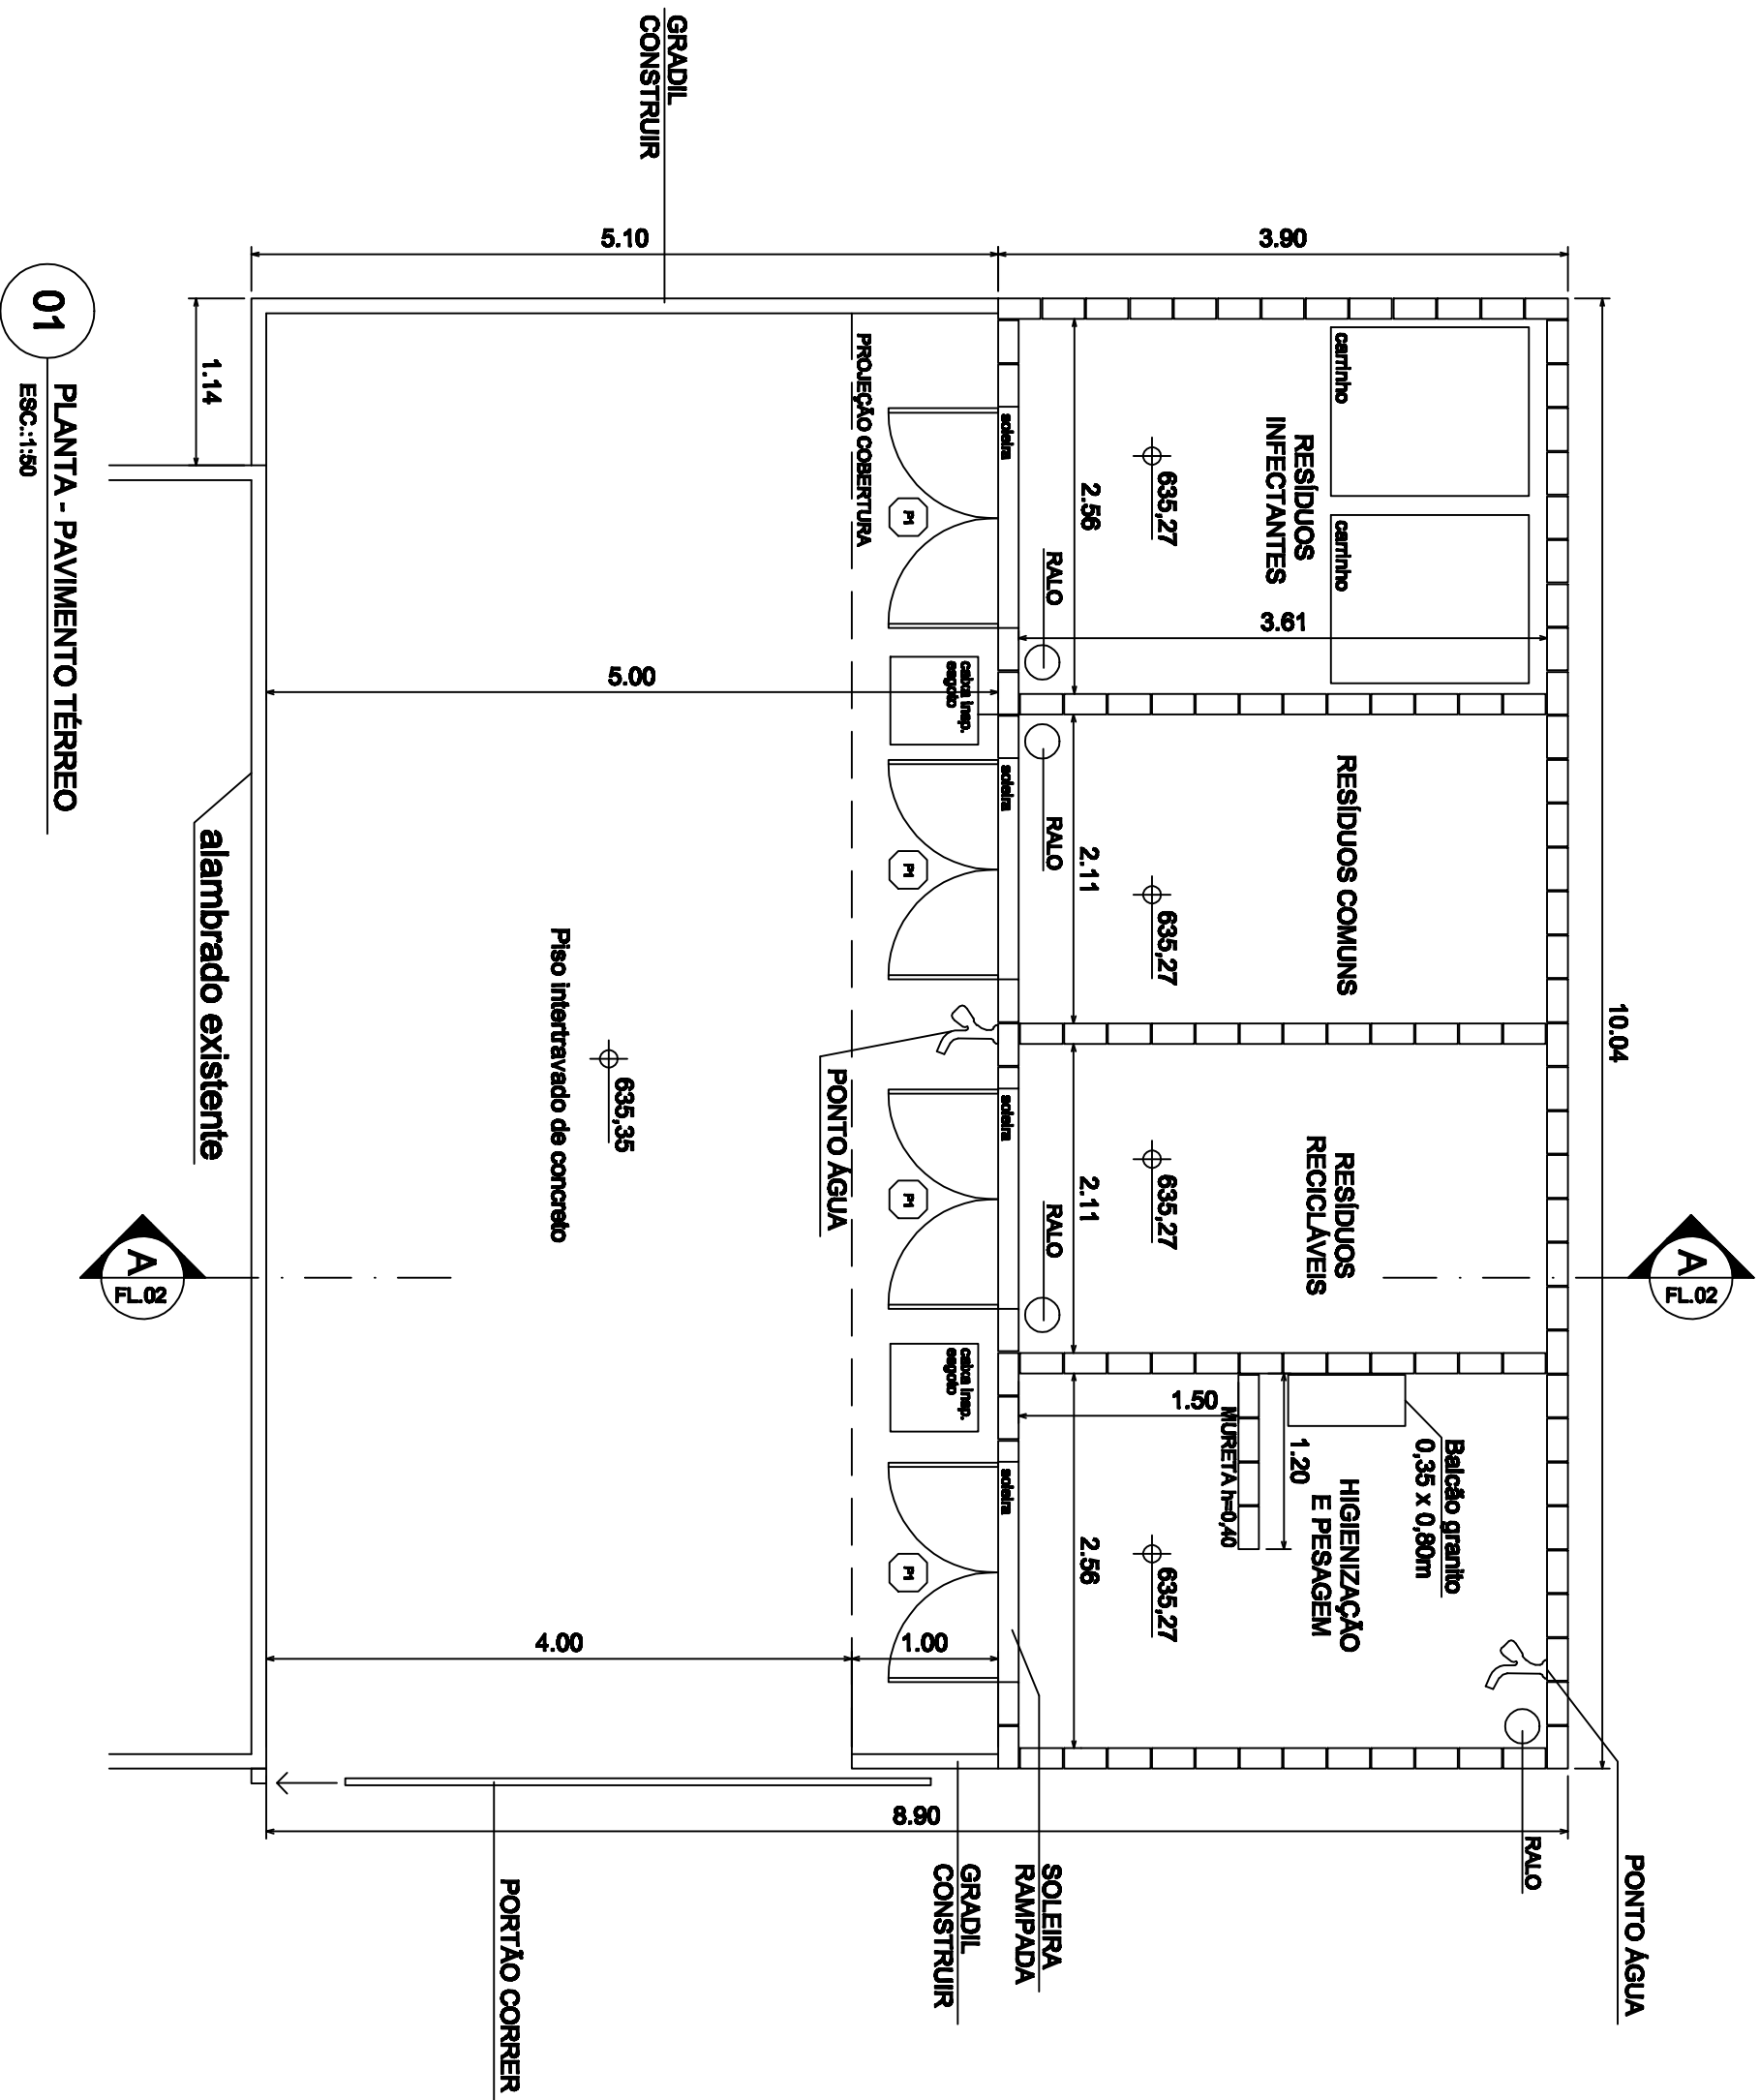 10.04
PONTO ÁGUA
RALO
A
FL.02
3.90
carrinho
carrinho
RESÍDUOS
INFECTANTES
3.61
635,27
2.56
RALO
RESÍDUOS COMUNS
635,27
2.11
RALO
RESÍDUOS
RECICLÁVEIS
635,27
2.11
RALO
Balcão granito
0,35 x 0,80m
HIGIENIZAÇÃO
E PESAGEM
1.20
MURETA h=0,40
1.50
635,27
2.56
soleira
soleira
soleira
soleira
SOLEIRA
RAMPADA
GRADIL
CONSTRUIR
caixa insp.
esgoto
caixa insp.
esgoto
P1
P1
P1
P1
PROJEÇÃO COBERTURA
PONTO ÁGUA
1.00
8.90
5.10
5.00
4.00
GRADIL
CONSTRUIR
635,35
Piso intertravado de concreto
PORTÃO CORRER
1.14
alambrado existente
A
FL.02
01
PLANTA - PAVIMENTO TÉRREO
ESC.:1:50